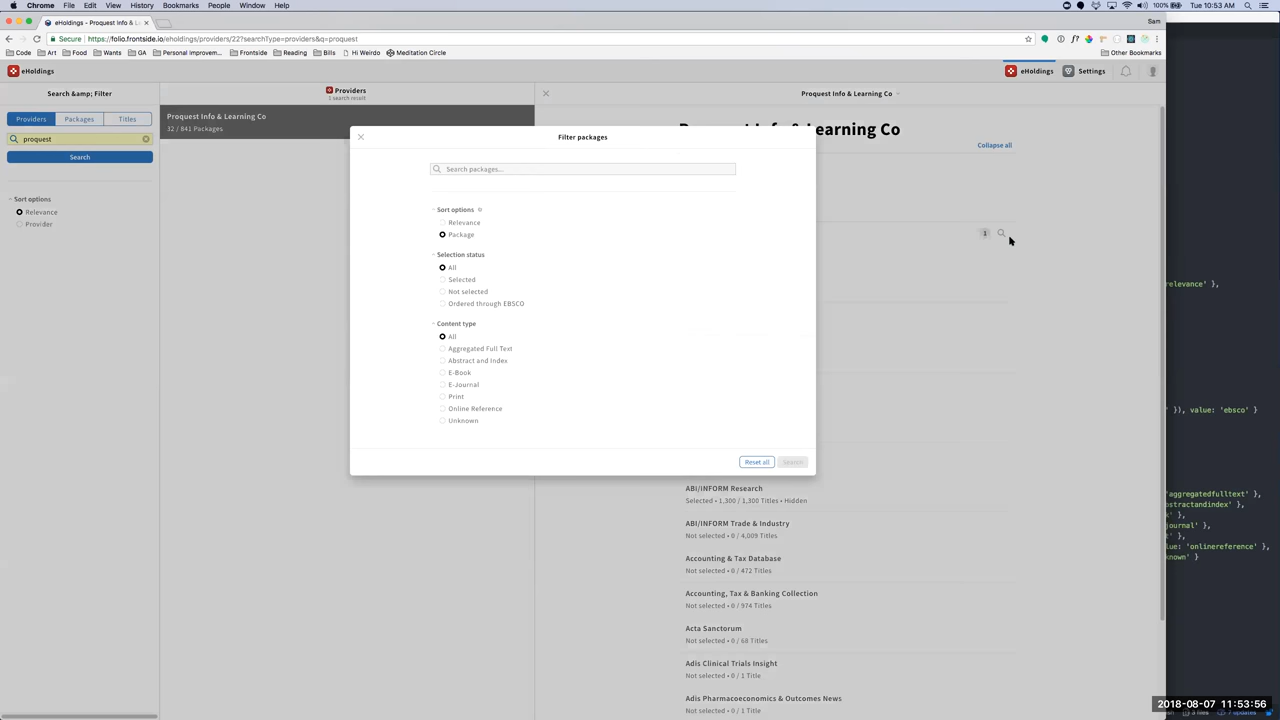 Chrome File Edit View History Bookmarks People Window Help
100% Tue 10:53 AM
eHoldings - Proquest Info & L
Sam
Secure https://folio.frontside.io/eholdings/providers/22?searchType=providers&q=proquest
Code Art Food Wants GA Personal Improvem... Frontside Reading Bills Hi Weirdo Meditation Circle Other Bookmarks
eHoldings
eHoldings Settings
Search &amp; Filter
Providers
1 search result
Proquest Info & Learning Co
Providers Packages Titles
proquest
Search
Sort options
Relevance
Provider
Proquest Info & Learning Co
32 / 841 Packages
Learning Co
Collapse all
1
Filter packages
Search packages...
Sort options
Relevance
Package
Selection status
All
Selected
Not selected
Ordered through EBSCO
Content type
All
Aggregated Full Text
Abstract and Index
E-Book
E-Journal
Print
Online Reference
Unknown
Reset all Search
ABI/INFORM Research
Selected • 1,300 / 1,300 Titles • Hidden
ABI/INFORM Trade & Industry
Not selected • 0 / 4,009 Titles
Accounting & Tax Database
Not selected • 0 / 472 Titles
Accounting, Tax & Banking Collection
Not selected • 0 / 974 Titles
Acta Sanctorum
Not selected • 0 / 68 Titles
Adis Clinical Trials Insight
Not selected • 0 / 1 Title
Adis Pharmacoeconomics & Outcomes News
Not selected • 0 / 1 Title
relevance' },
' }), value: 'ebsco' }
'aggregatedfulltext' },
stractandindex' },
k' },
journal' },
' },
ue: 'onlinereference' },
known' }
2018-08-07 11:53:56